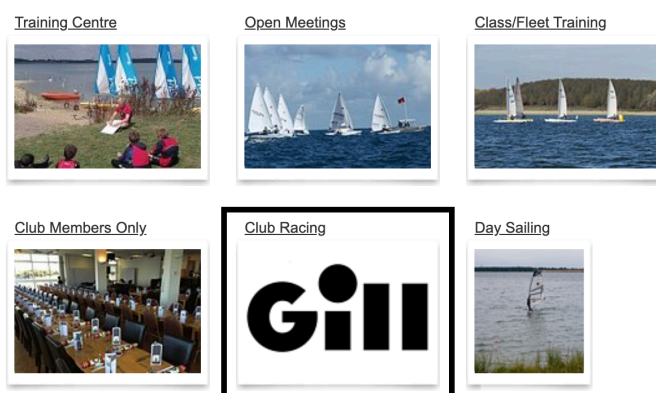 Training Centre
Open Meetings
Class/Fleet Training
Club Members Only
Club Racing
Day Sailing
Gill